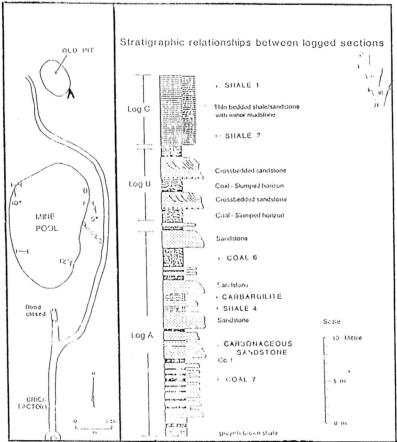 OLD PIT
MINE
POOL
Road
closed
BRICK
FACTORY
Stratigraphic relationships between logged sections
Log C
Log B
Log A
SHALE 1
Thin bedded shale/sandstone
with minor mudstone
SHALE 2
Crossbedded sandstone
Coal - Slumped horizon
Crossbedded sandstone
Coal - Slumped horizon
Sandstone
COAL 6
Sandstone
CARBARGILITE
SHALE 4
Sandstone
CARBONACEOUS
SANDSTONE
COAL 7
Scale
10 Metre
5 m
0 m